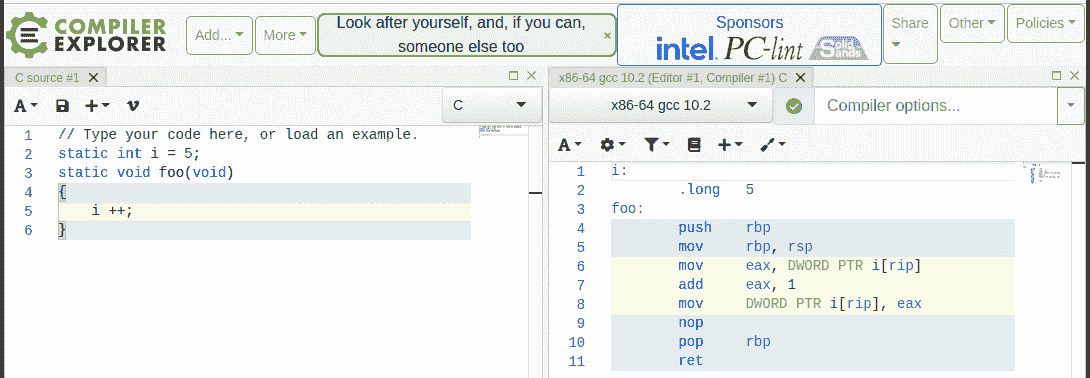 COMPILER
EXPLORER
Add...
More
Look after yourself, and, if you can,
someone else too
×
Sponsors
intel. PC-lint Solid Sands
Share
Other
Policies
C source #1 X
A + v
C
1 // Type your code here, or load an example.
2 static int i = 5;
3 static void foo(void)
4 {
5 i ++;
6 }
x86-64 gcc 10.2 (Editor #1, Compiler #1) C X
x86-64 gcc 10.2
Compiler options...
A +
1 i:
2 .long 5
3 foo:
4 push rbp
5 mov rbp, rsp
6 mov eax, DWORD PTR i[rip]
7 add eax, 1
8 mov DWORD PTR i[rip], eax
9 nop
10 pop rbp
11 ret